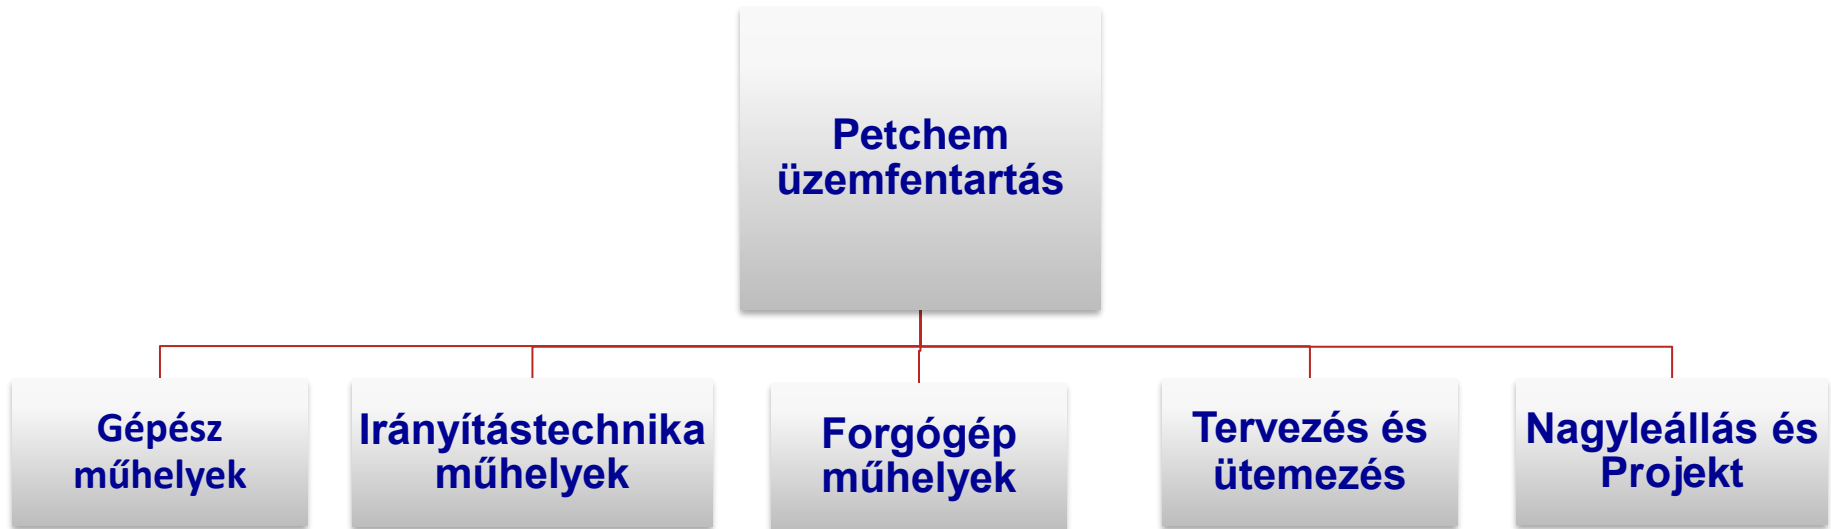 Petchem
üzemfentartás
Gépész
műhelyek
Irányítástechnika
műhelyek
Forgógép
műhelyek
Tervezés és
ütemezés
Nagyleállás és
Projekt